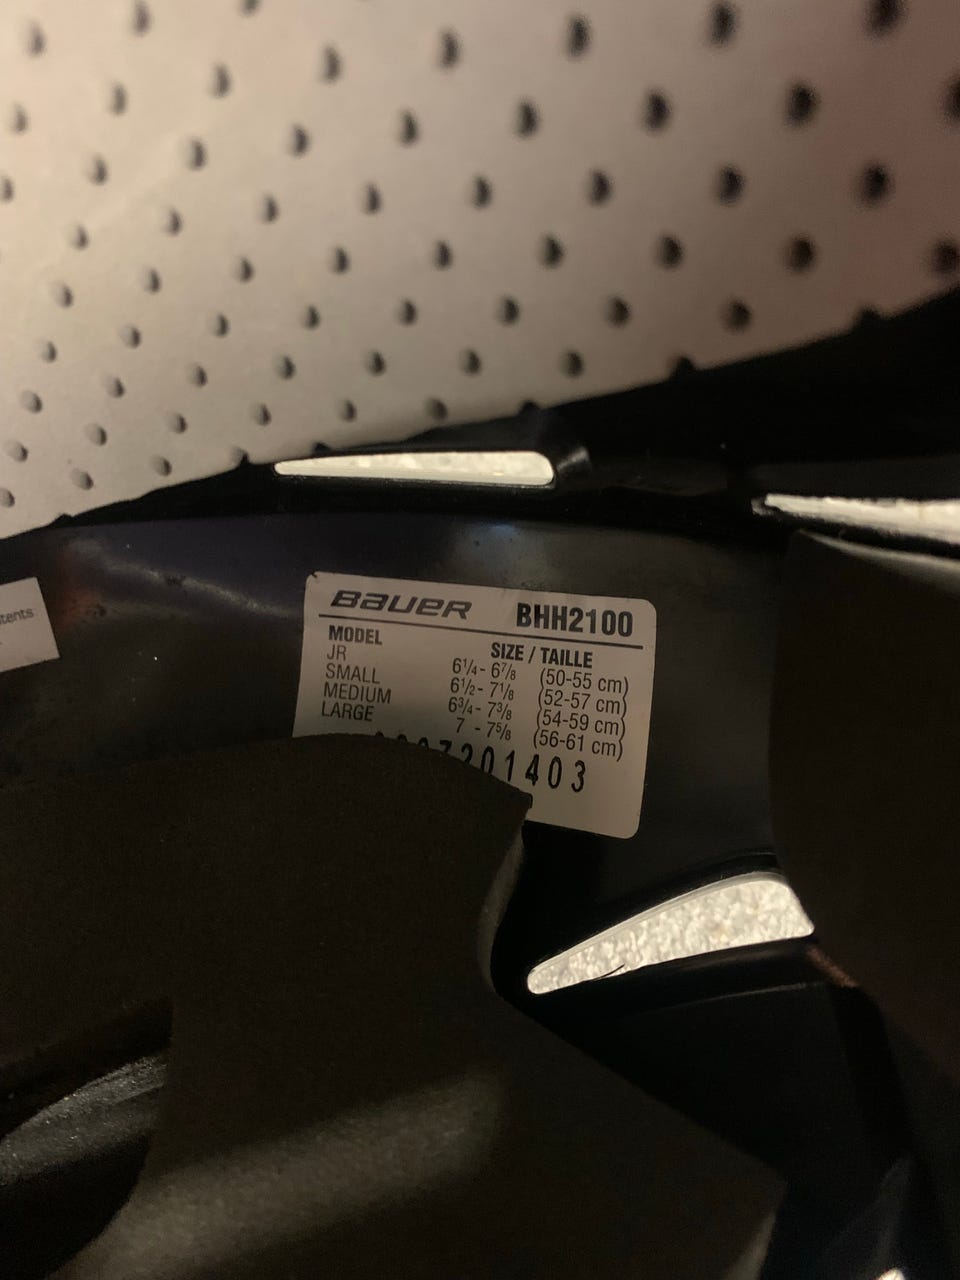 BAUER BHH2100
MODEL SIZE / TAILLE
JR 6¼- 6⅞ (50-55 cm)
SMALL 6½- 7⅛ (52-57 cm)
MEDIUM 6¾- 7⅜ (54-59 cm)
LARGE 7 - 7⅝ (56-61 cm)
201403